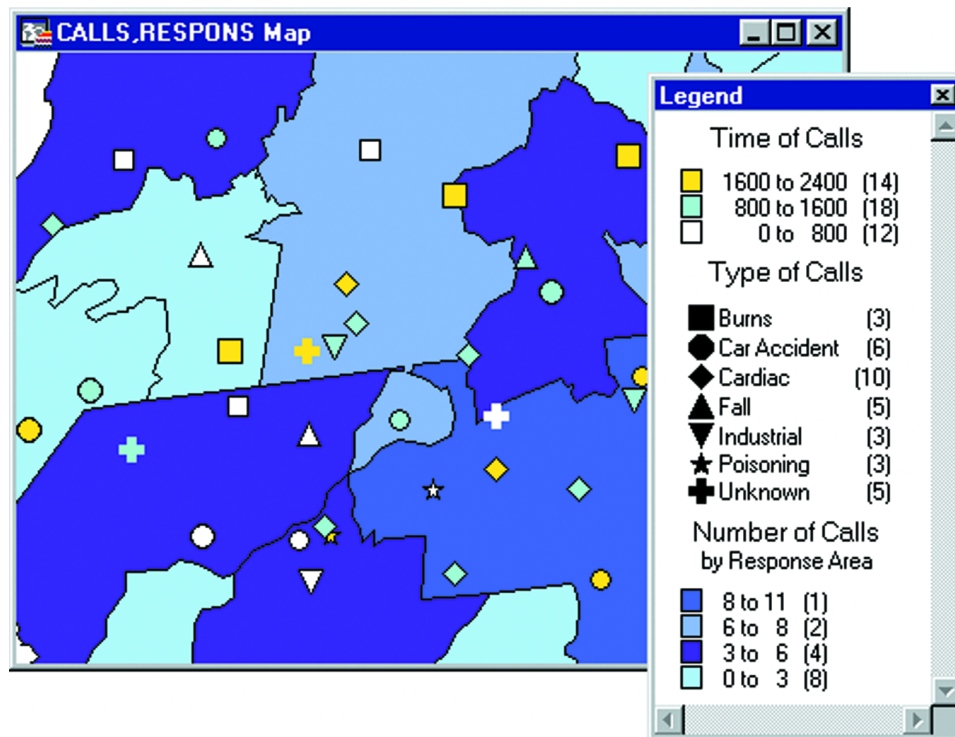 CALLS,RESPONS Map
Legend
Time of Calls
1600 to 2400 (14)
800 to 1600 (18)
0 to 800 (12)
Type of Calls
Burns (3)
Car Accident (6)
Cardiac (10)
Fall (5)
Industrial (3)
Poisoning (3)
Unknown (5)
Number of Calls
by Response Area
8 to 11 (1)
6 to 8 (2)
3 to 6 (4)
0 to 3 (8)